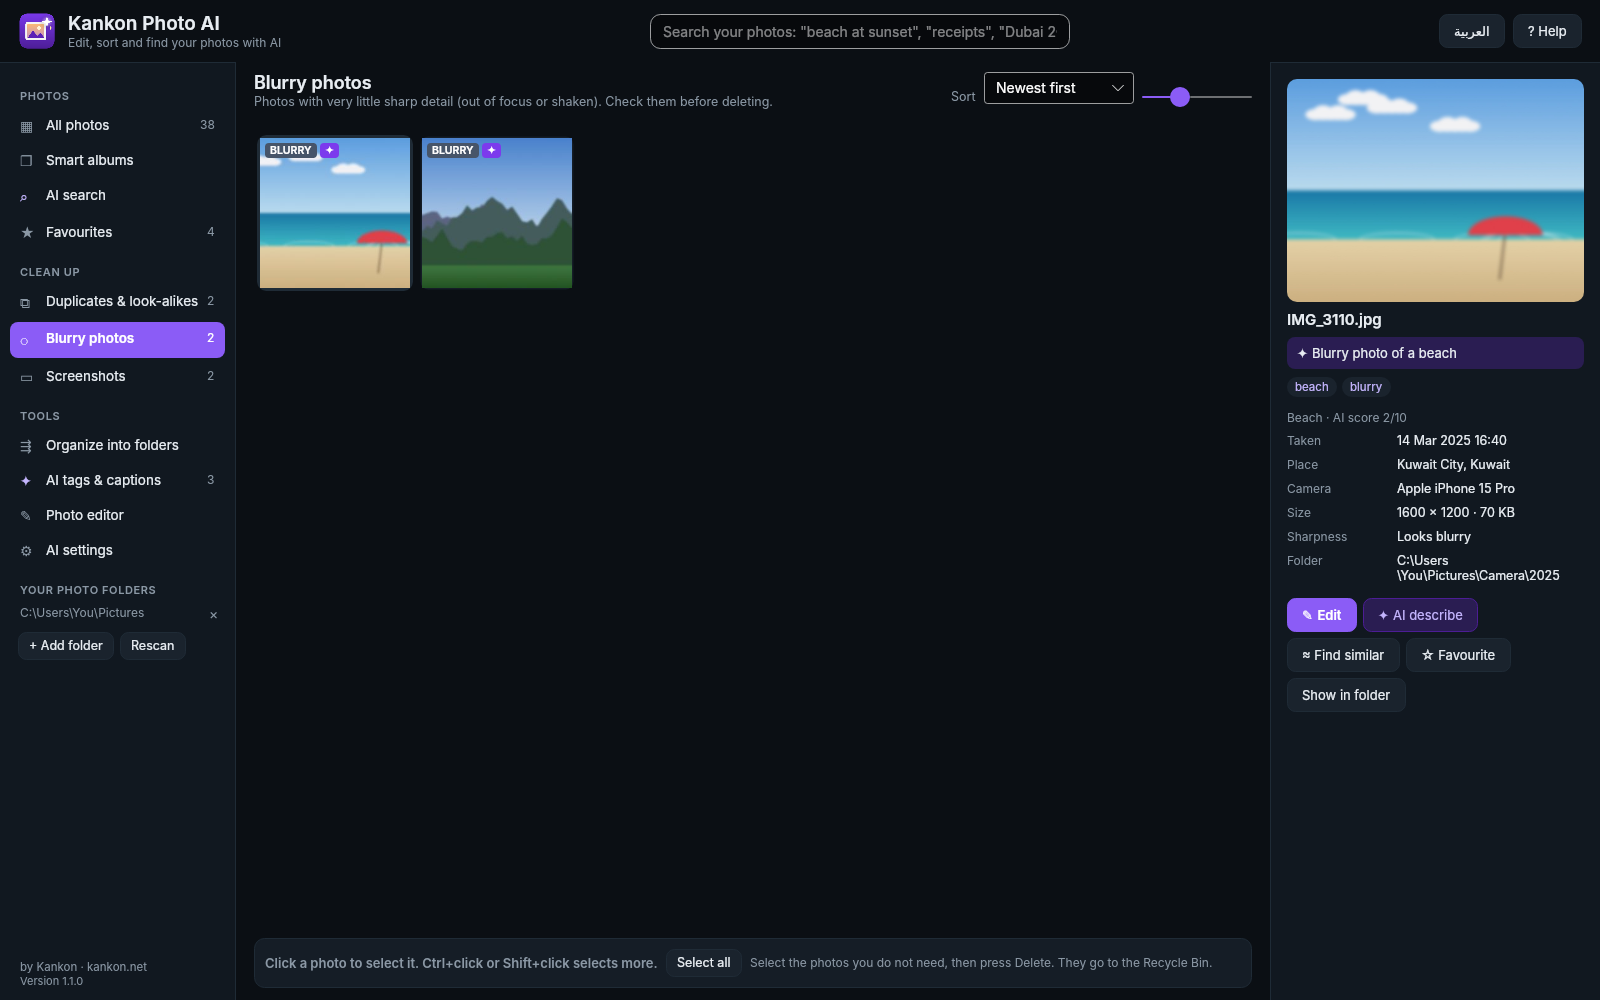 Kankon Photo AI
Edit, sort and find your photos with AI
Search your photos: "beach at sunset", "receipts", "Dubai 2
العربية
? Help
PHOTOS
All photos 38
Smart albums
AI search
Favourites 4
CLEAN UP
Duplicates & look-alikes 2
Blurry photos 2
Screenshots 2
TOOLS
Organize into folders
AI tags & captions 3
Photo editor
AI settings
YOUR PHOTO FOLDERS
C:\Users\You\Pictures ×
+ Add folder Rescan
by Kankon · kankon.net
Version 1.1.0
Blurry photos
Photos with very little sharp detail (out of focus or shaken). Check them before deleting.
Sort Newest first
BLURRY ✦
BLURRY ✦
Click a photo to select it. Ctrl+click or Shift+click selects more. Select all Select the photos you do not need, then press Delete. They go to the Recycle Bin.
IMG_3110.jpg
✦ Blurry photo of a beach
beach blurry
Beach · AI score 2/10
Taken 14 Mar 2025 16:40
Place Kuwait City, Kuwait
Camera Apple iPhone 15 Pro
Size 1600 × 1200 · 70 KB
Sharpness Looks blurry
Folder C:\Users
\You\Pictures\Camera\2025
✎ Edit ✦ AI describe
≈ Find similar ☆ Favourite
Show in folder